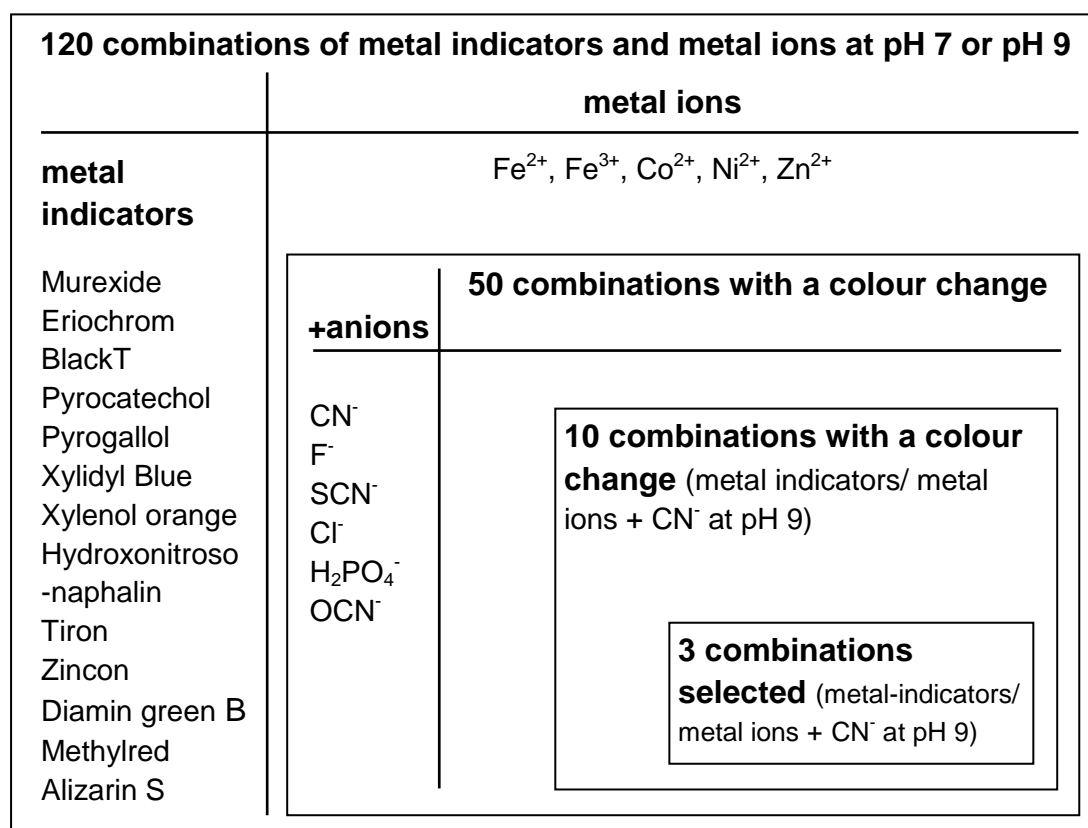 120 combinations of metal indicators and metal ions at pH 7 or pH 9
metal ions
metal
indicators
Fe²⁺, Fe³⁺, Co²⁺, Ni²⁺, Zn²⁺
Murexide
Eriochrom
BlackT
Pyrocatechol
Pyrogallol
Xylidyl Blue
Xylenol orange
Hydroxonitroso
-naphalin
Tiron
Zincon
Diamin green B
Methylred
Alizarin S
50 combinations with a colour change
+anions
CN⁻
F⁻
SCN⁻
Cl⁻
H₂PO₄⁻
OCN⁻
10 combinations with a colour
change (metal indicators/ metal
ions + CN⁻ at pH 9)
3 combinations
selected (metal-indicators/
metal ions + CN⁻ at pH 9)